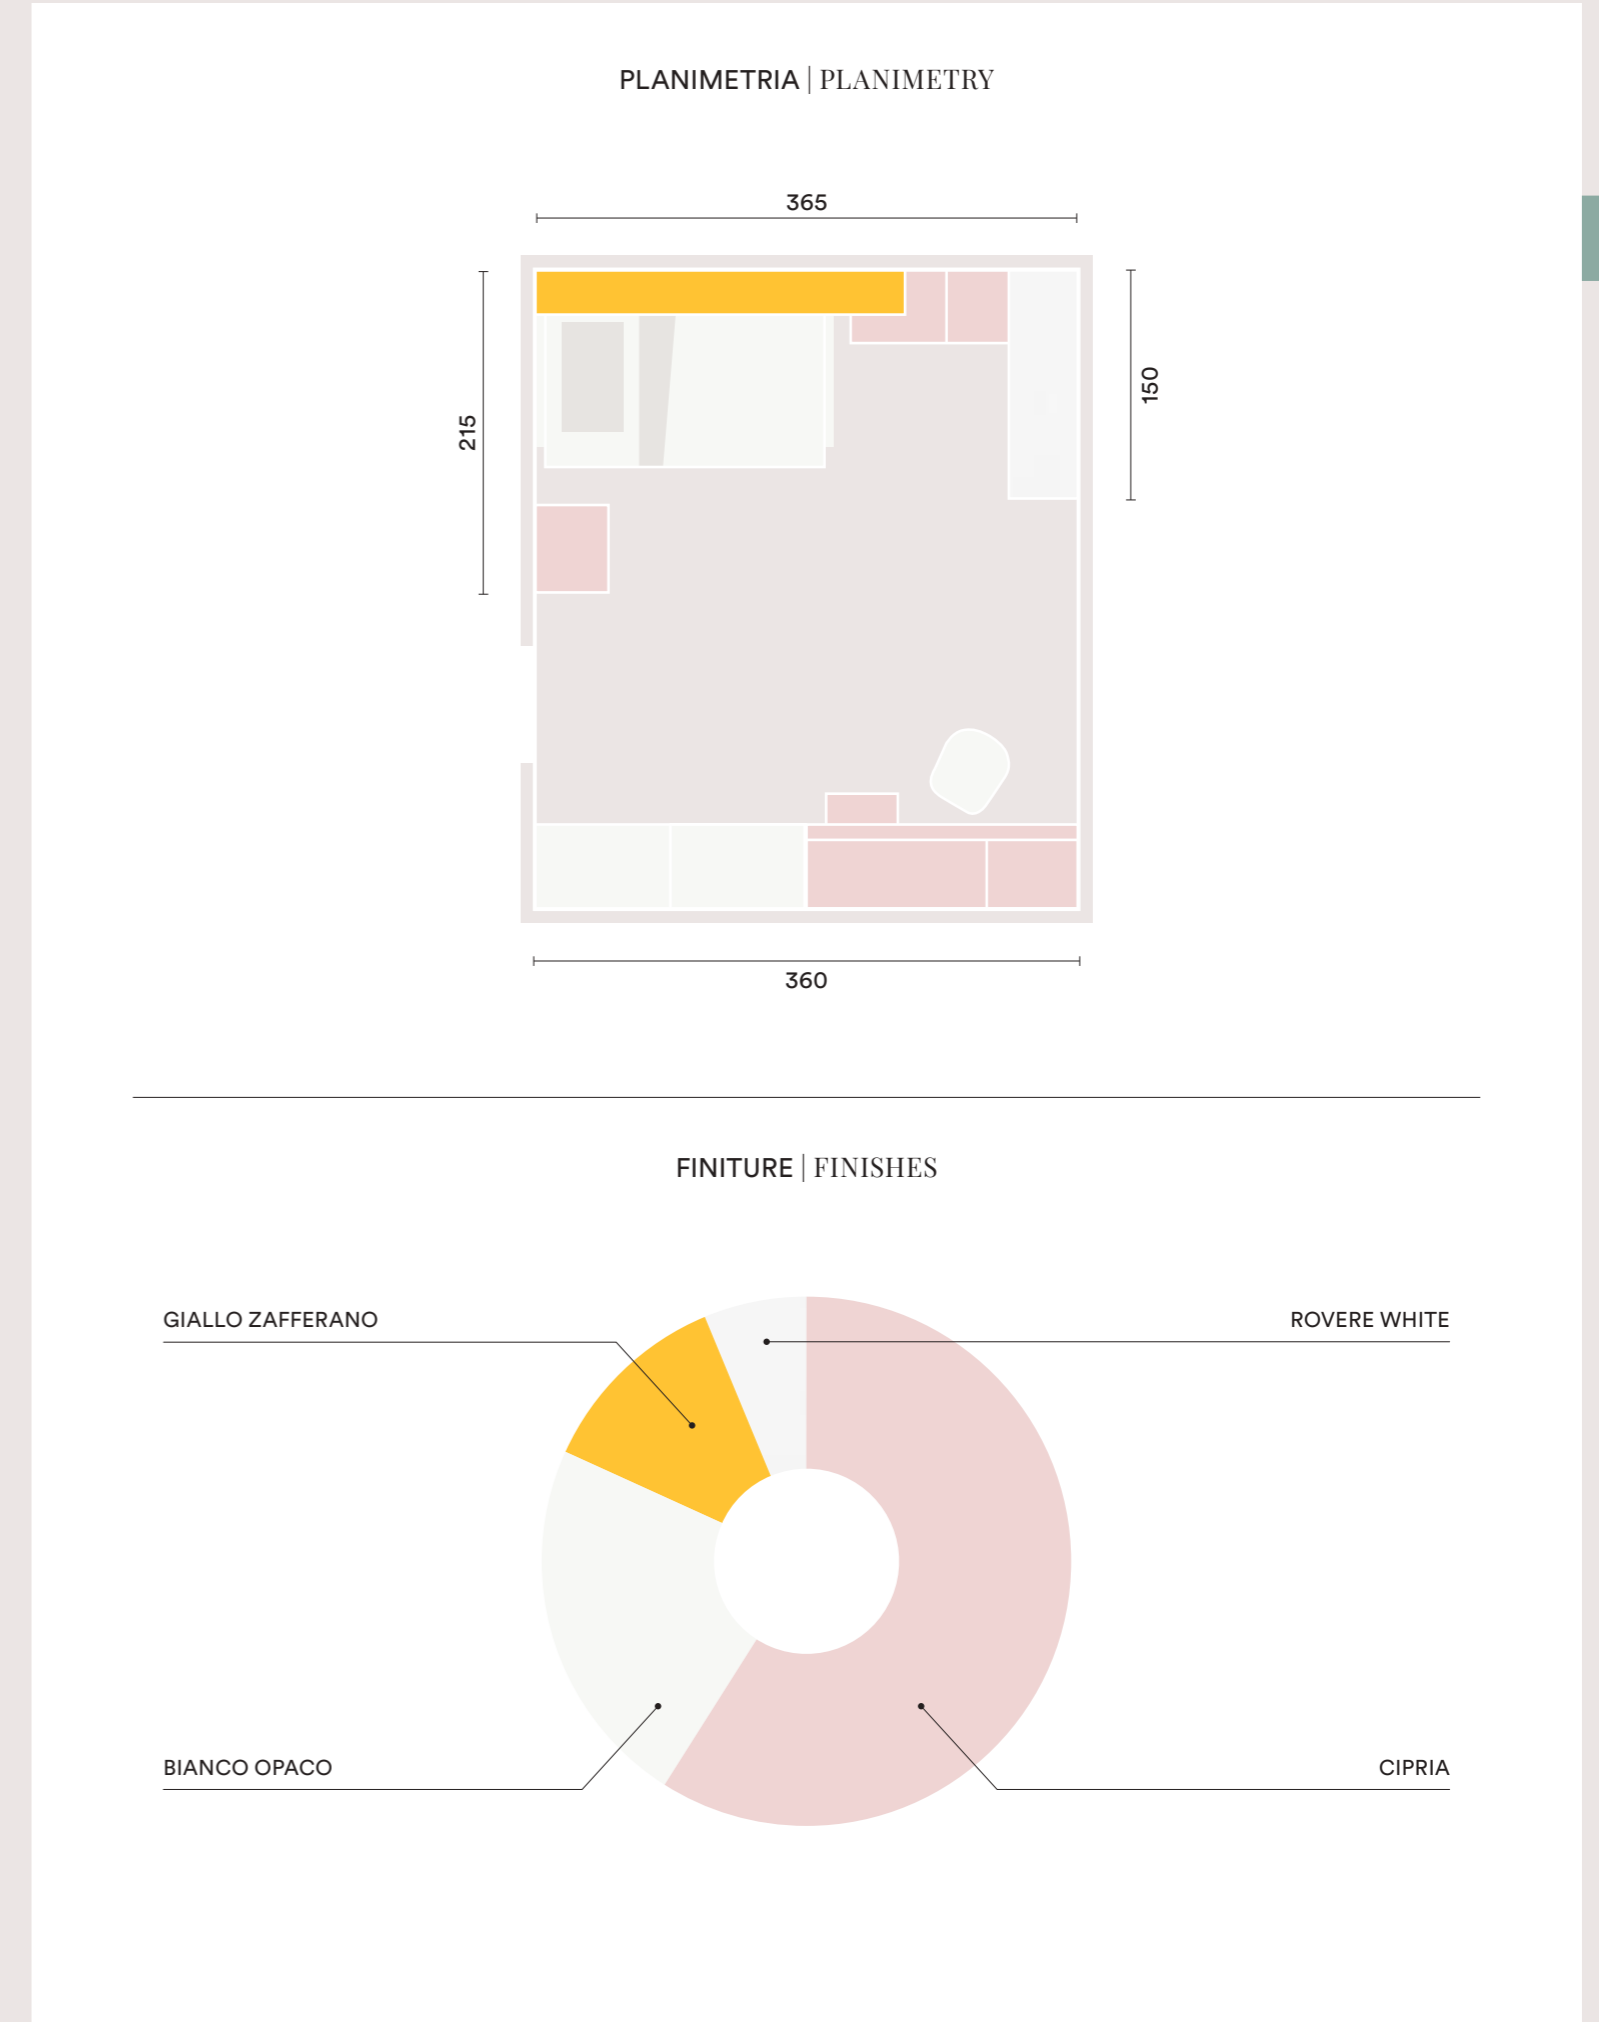 PLANIMETRIA | PLANIMETRY
365
215
150
360
FINITURE | FINISHES
GIALLO ZAFFERANO
ROVERE WHITE
BIANCO OPACO
CIPRIA